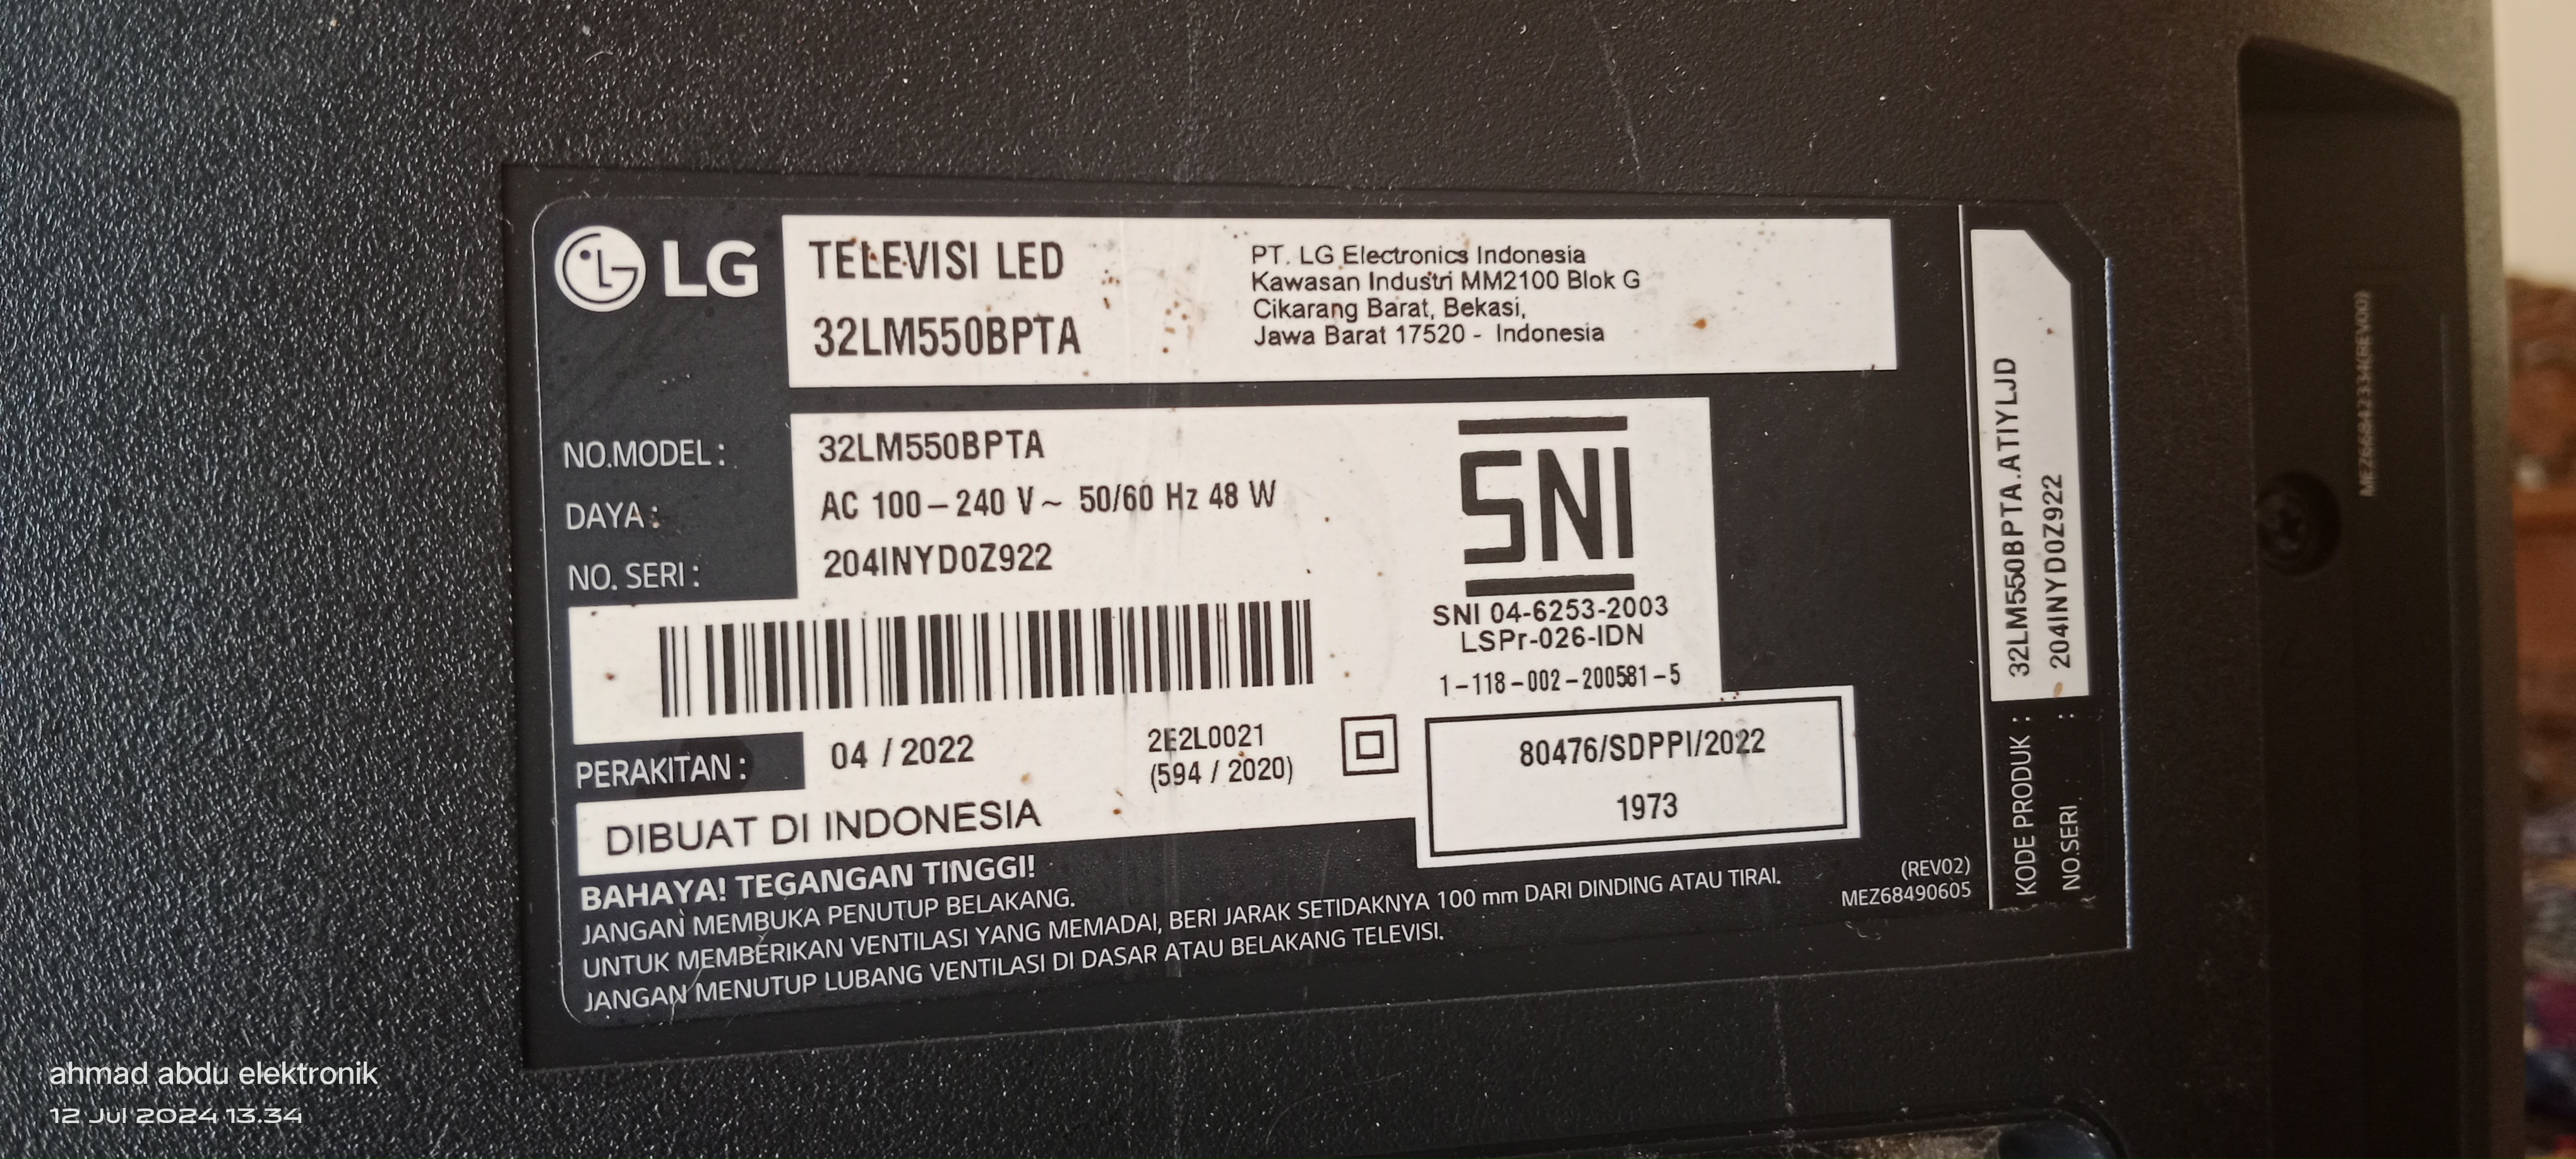 LG
TELEVISI LED
32LM550BPTA
PT. LG Electronics Indonesia
Kawasan Industri MM2100 Blok G
Cikarang Barat, Bekasi,
Jawa Barat 17520 - Indonesia
NO.MODEL : 32LM550BPTA
DAYA : AC 100 – 240 V ~ 50/60 Hz 48 W
NO. SERI : 204INYD0Z922
SNI
SNI 04-6253-2003
LSPr-026-IDN
1-118-002-200581-5
PERAKITAN : 04 / 2022
2E2L0021
(594 / 2020)
80476/SDPPI/2022
1973
DIBUAT DI INDONESIA
BAHAYA! TEGANGAN TINGGI!
JANGAN MEMBUKA PENUTUP BELAKANG.
UNTUK MEMBERIKAN VENTILASI YANG MEMADAI, BERI JARAK SETIDAKNYA 100 mm DARI DINDING ATAU TIRAI.
JANGAN MENUTUP LUBANG VENTILASI DI DASAR ATAU BELAKANG TELEVISI.
(REV02)
MEZ68490605
KODE PRODUK : 32LM550BPTA.ATIYLJD
NO.SERI : 204INYD0Z922
MEZ66842334(REV00)
ahmad abdu elektronik
12 Jul 2024 13.34